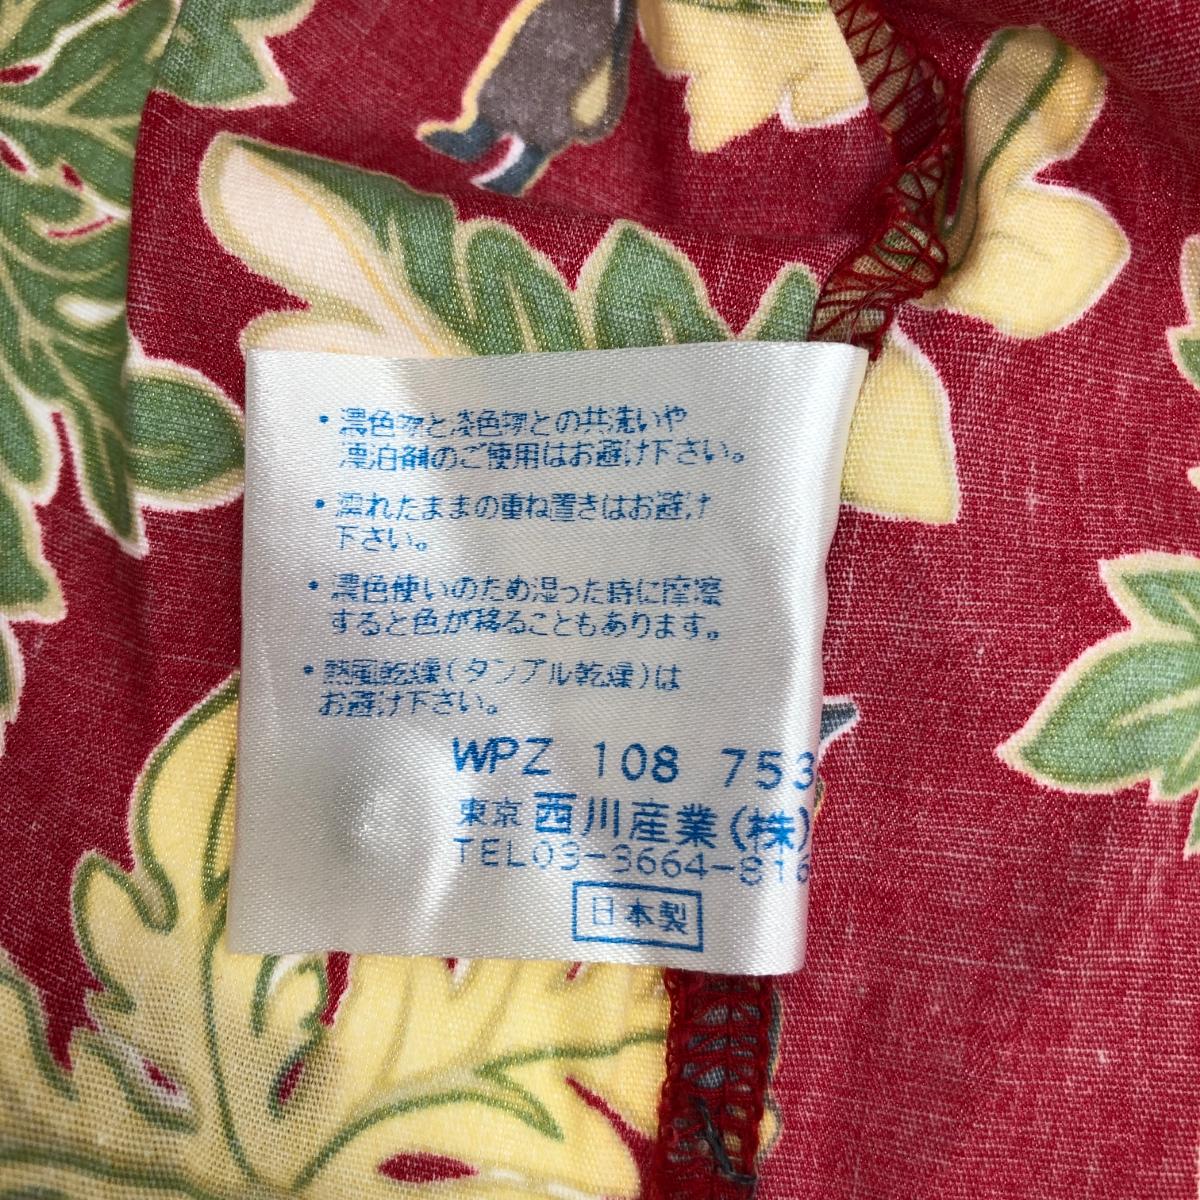 ・濃色物と淡色物との共洗いや
漂泊剤のご使用はお避け下さい。
・濡れたままの重ね置きはお避け
下さい。
・濃色使いのため湿った時に摩擦
すると色が移ることもあります。
・熱風乾燥(タンブル乾燥)は
お避け下さい。
WPZ 108 753
東京 西川産業(株)
TEL03-3664-816
日本製